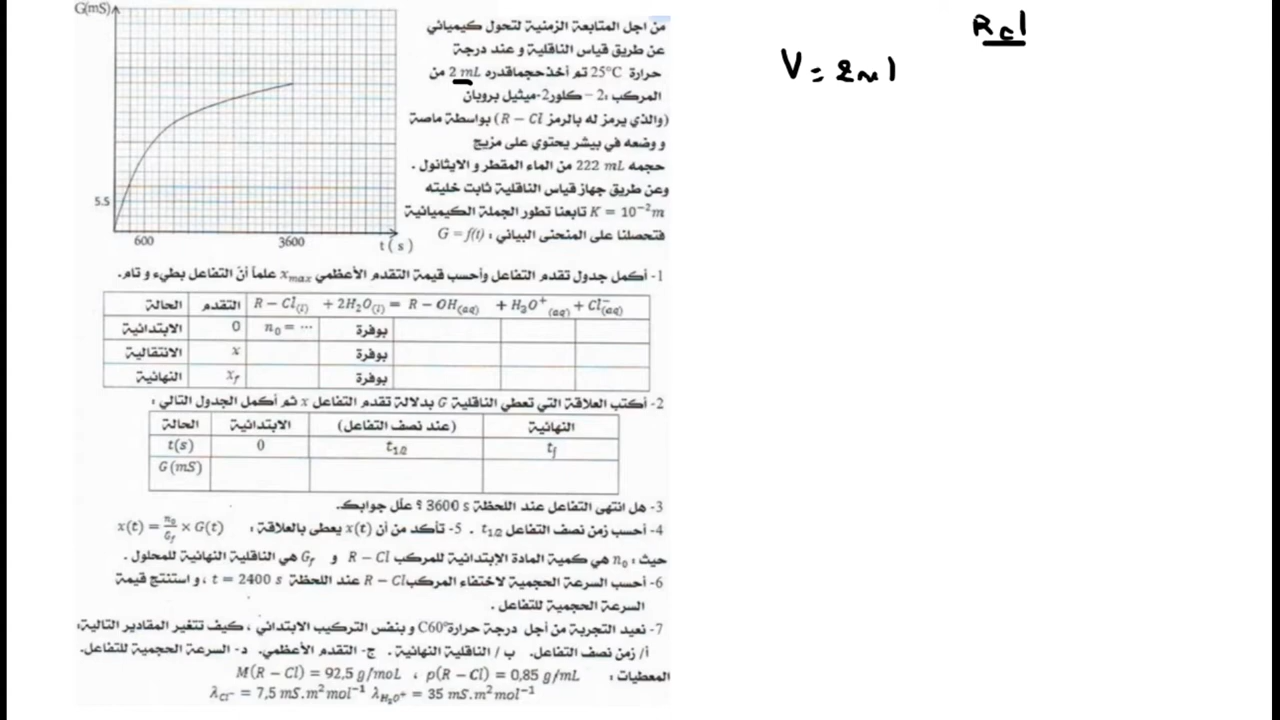 G(mS)
5.S
600
3600
t ( s )
من اجل المتابعة الزمنية لتحول كيميائي
عن طريق قياس الناقلية و عند درجة
حرارة 25°C تم أخذ حجما قدره 2 mL من
المركب : 2 – كلور2-ميثيل بروبان
(والذي يرمز له بالرمز R − Cl) بواسطة ماصة
و وضعه في بيشر يحتوي على مزيج
حجمه 222 mL من الماء المقطر و الايثانول .
وعن طريق جهاز قياس الناقلية ثابت خليته
K = 10⁻²m تابعنا تطور الجملة الكيميائية
فتحصلنا على المنحنى البياني : G = f(t)
1- أكمل جدول تقدم التفاعل وأحسب قيمة التقدم الأعظمي xmax علماً أنّ التفاعل بطيء و تام.
الحالة التقدم R − Cl(l) + 2H₂O(l) = R − OH(aq) + H₃O⁺(aq) + Cl⁻(aq)
الابتدائية 0 n₀ = ··· بوفرة
الانتقالية x بوفرة
النهائية xf بوفرة
2- أكتب العلاقة التي تعطي الناقلية G بدلالة تقدم التفاعل x ثم أكمل الجدول التالي :
الحالة الابتدائية (عند نصف التفاعل) النهائية
t(s) 0 t1/2 tf
G(mS)
3- هل انتهى التفاعل عند اللحظة 3600 s ؟ علّل جوابك.
4- أحسب زمن نصف التفاعل t1/2 . 5- تأكد من أن x(t) يعطى بالعلاقة : x(t) = n₀/Gf × G(t)
حيث : n₀ هي كمية المادة الإبتدائية للمركب R − Cl و Gf هي الناقلية النهائية للمحلول .
6- أحسب السرعة الحجمية لاختفاء المركب R − Cl عند اللحظة t = 2400 s ، و استنتج قيمة
السرعة الحجمية للتفاعل .
7- نعيد التجربة من أجل درجة حرارة C60° و بنفس التركيب الابتدائي ، كيف تتغير المقادير التالية:
أ/ زمن نصف التفاعل. ب / الناقلية النهائية . ج- التقدم الأعظمي. د- السرعة الحجمية للتفاعل.
المعطيات : M(R − Cl) = 92,5 g/moL ، ρ(R − Cl) = 0,85 g/mL
λCl⁻ = 7,5 mS.m²mol⁻¹ λH₃O⁺ = 35 mS.m²mol⁻¹
Rcl
V = 2ml